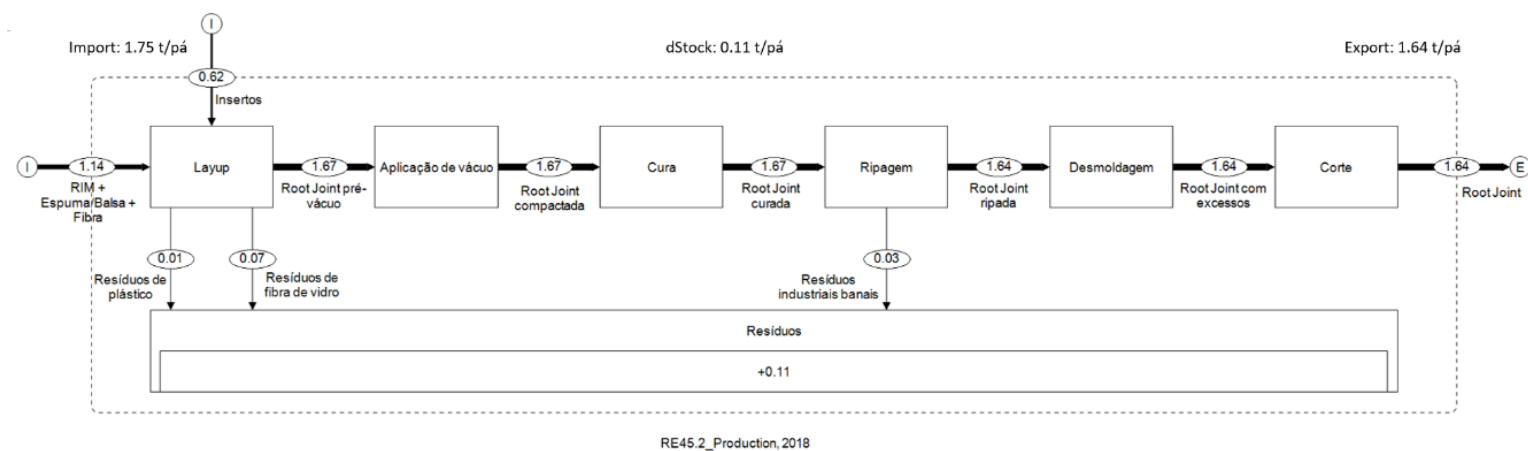 I
Import: 1.75 t/pá
dStock: 0.11 t/pá
Export: 1.64 t/pá
0.62
Insertos
I
1.14
RIM +
Espuma/Balsa +
Fibra
Layup
1.67
Root Joint pré-
vácuo
Aplicação de vácuo
1.67
Root Joint
compactada
Cura
1.67
Root Joint
curada
Ripagem
1.64
Root Joint
ripada
Desmoldagem
1.64
Root Joint com
excessos
Corte
1.64
Root Joint
E
0.01
Resíduos de
plástico
0.07
Resíduos de
fibra de vidro
0.03
Resíduos
industriais banais
Resíduos
+0.11
RE45.2_Production, 2018